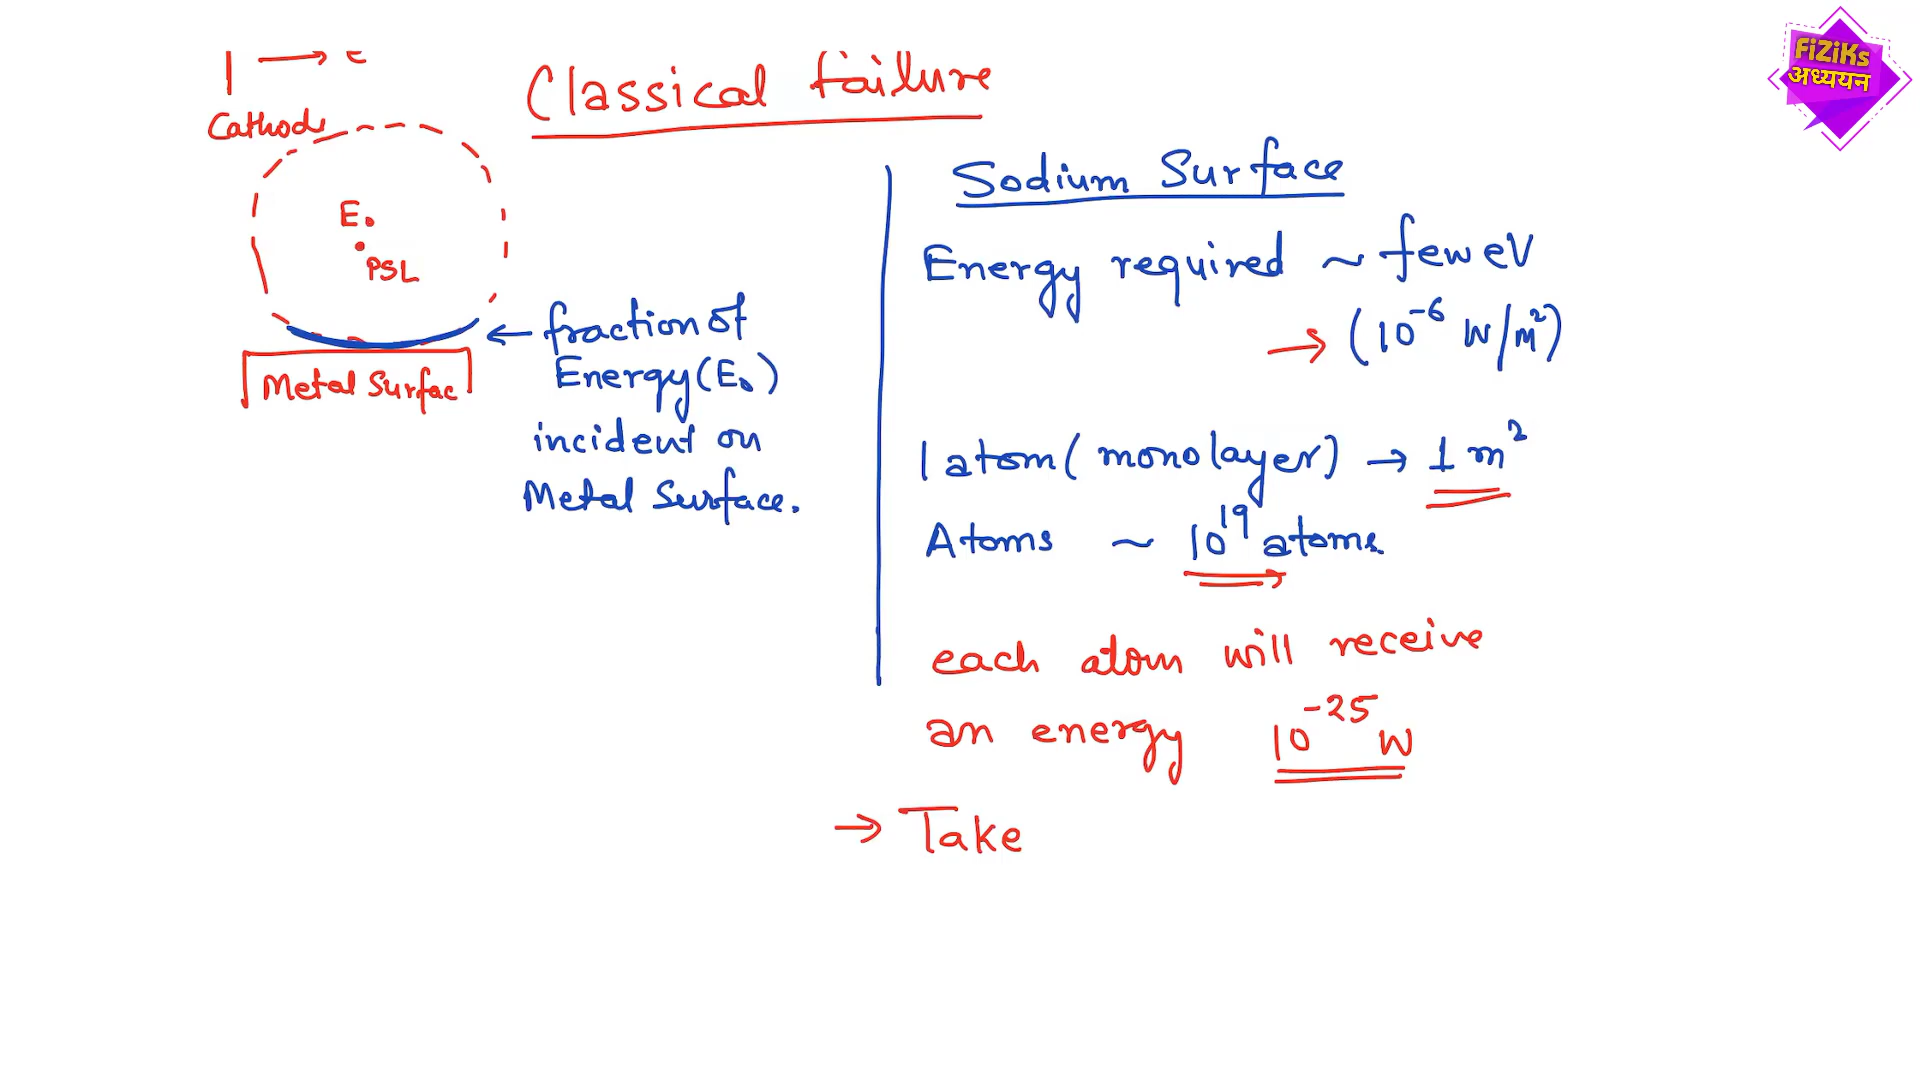 1 → e
Cathode
Classical failure
E₀
PSL
Metal Surfac
← fraction of
Energy (E₀)
incident on
Metal Surface.
Sodium Surface
Energy required ~ few eV
→ (10⁻⁶ W/m²)
1 atom (monolayer) → 1 m²
Atoms ~ 10¹⁹ atoms
each atom will receive
an energy 10⁻²⁵ W
→ Take
FiZiKs
अध्ययन